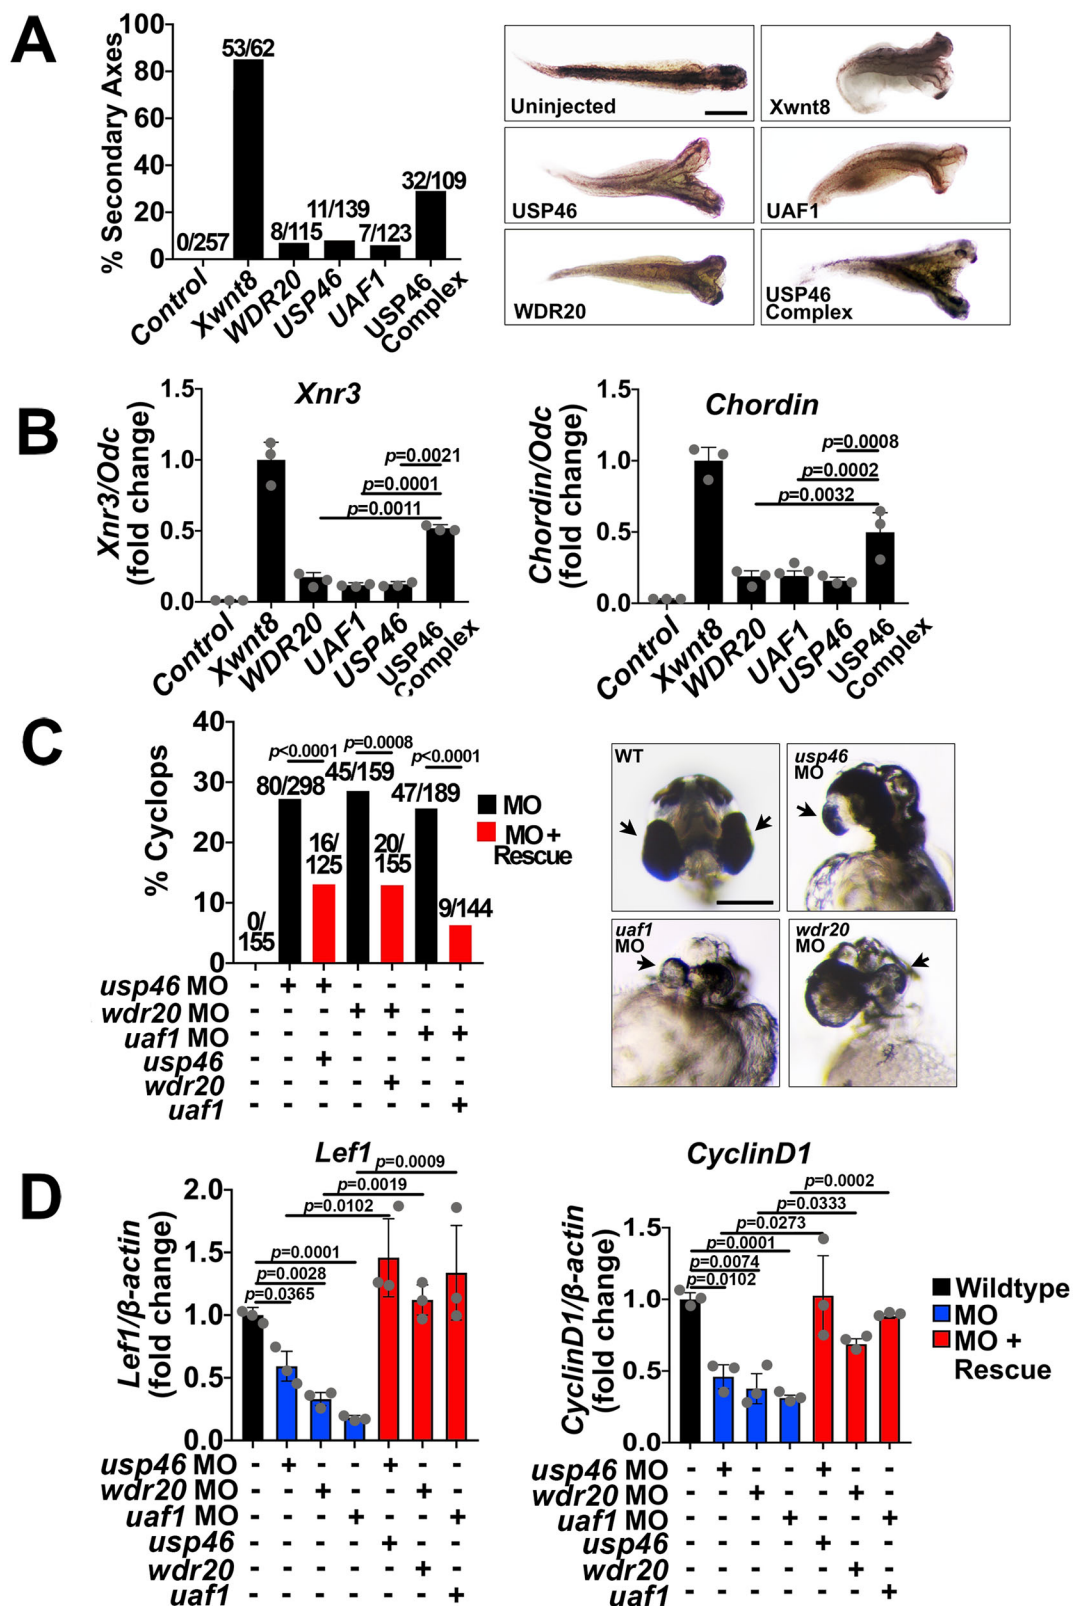 A
% Secondary Axes
100
80
60
40
20
0
0/257
53/62
8/115
11/139
7/123
32/109
Control
Xwnt8
WDR20
USP46
UAF1
USP46
Complex
Uninjected
Xwnt8
USP46
UAF1
WDR20
USP46
Complex
B
Xnr3
Xnr3/Odc
(fold change)
1.5
1.0
0.5
0.0
p=0.0021
p=0.0001
p=0.0011
Control
Xwnt8
WDR20
UAF1
USP46
USP46
Complex
Chordin
Chordin/Odc
(fold change)
1.5
1.0
0.5
0.0
p=0.0008
p=0.0002
p=0.0032
Control
Xwnt8
WDR20
UAF1
USP46
USP46
Complex
C
% Cyclops
40
30
20
10
0
p<0.0001
p=0.0008
p<0.0001
0/
155
80/298
16/
125
45/159
20/
155
47/189
9/144
MO
MO +
Rescue
usp46 MO - + + - - - -
wdr20 MO - - - + + - -
uaf1 MO - - - - - + +
usp46 - - + - - - -
wdr20 - - - - + - -
uaf1 - - - - - - +
WT
usp46
MO
uaf1
MO
wdr20
MO
D
Lef1
Lef1/β-actin
(fold change)
2.0
1.5
1.0
0.5
0.0
p=0.0009
p=0.0019
p=0.0102
p=0.0001
p=0.0028
p=0.0365
usp46 MO - + - - + - -
wdr20 MO - - + - - + -
uaf1 MO - - - + - - +
usp46 - - - - + - -
wdr20 - - - - - + -
uaf1 - - - - - - +
CyclinD1
CyclinD1/β-actin
(fold change)
1.5
1.0
0.5
0.0
p=0.0002
p=0.0333
p=0.0273
p=0.0001
p=0.0074
p=0.0102
usp46 MO - + - - + - -
wdr20 MO - - + - - + -
uaf1 MO - - - + - - +
usp46 - - - - + - -
wdr20 - - - - - + -
uaf1 - - - - - - +
Wildtype
MO
MO +
Rescue